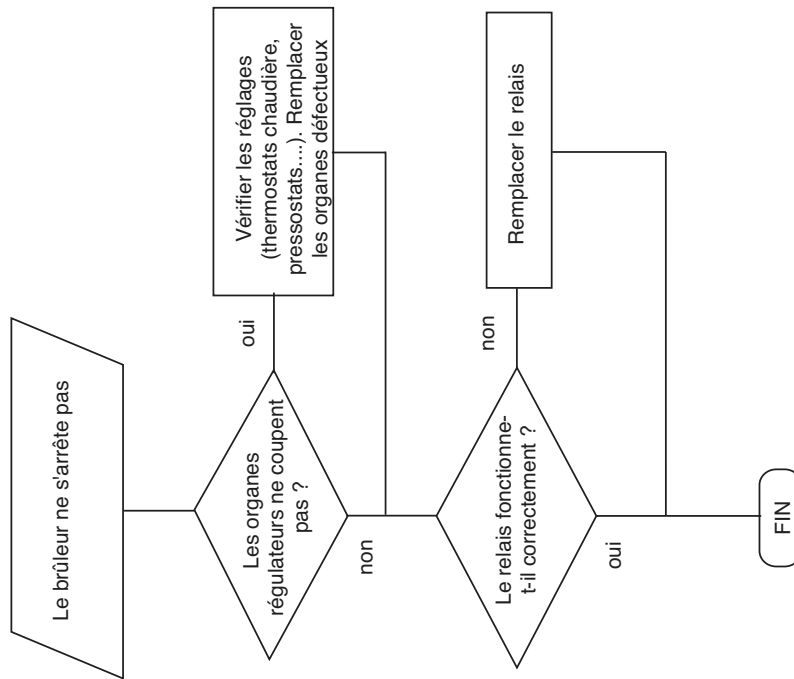 Le brûleur ne s'arrête pas
Les organes
régulateurs ne coupent
pas ?
oui
Vérifier les réglages
(thermostats chaudière,
pressostats....). Remplacer
les organes défectueux
non
Le relais fonctionne-
t-il correctement ?
non
Remplacer le relais
oui
FIN